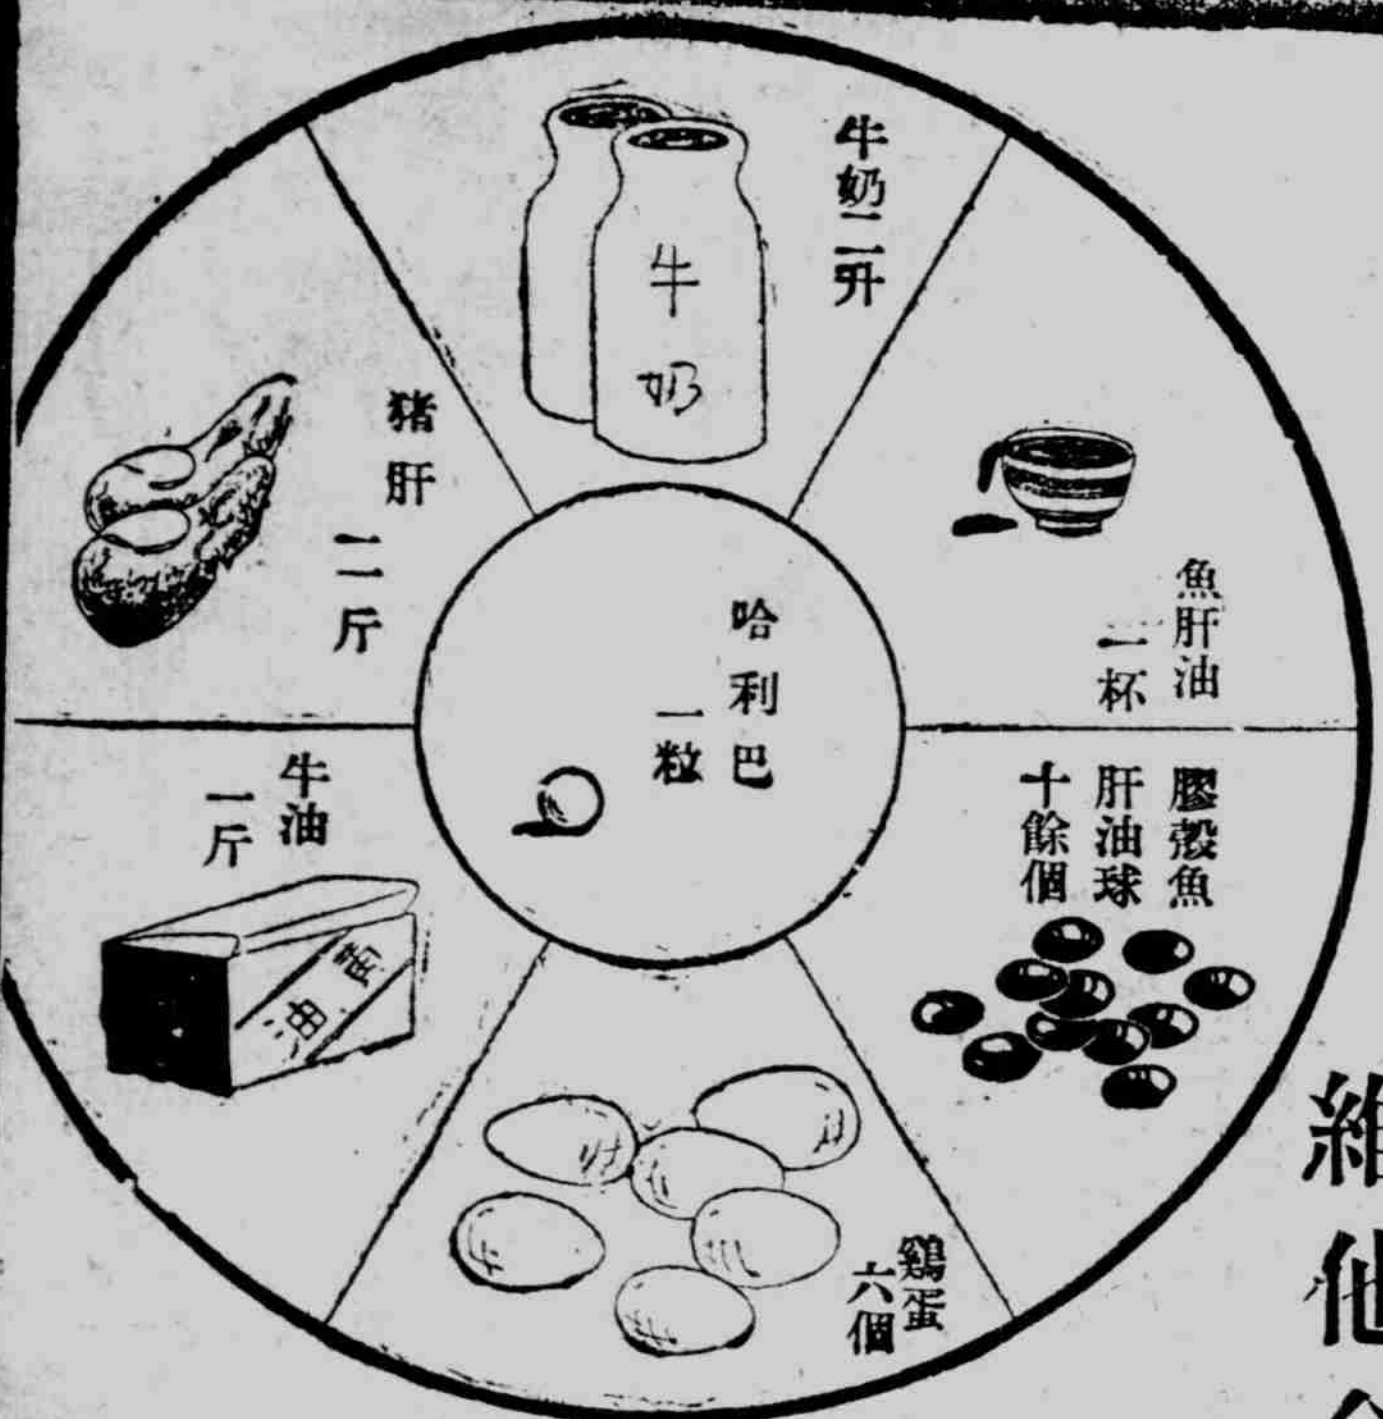 牛奶二升
牛奶
魚肝油
一杯
膠殼魚
肝油球
十餘個
鷄蛋
六個
牛油
一斤
油
豬肝
二斤
哈利巴
一粒
維他